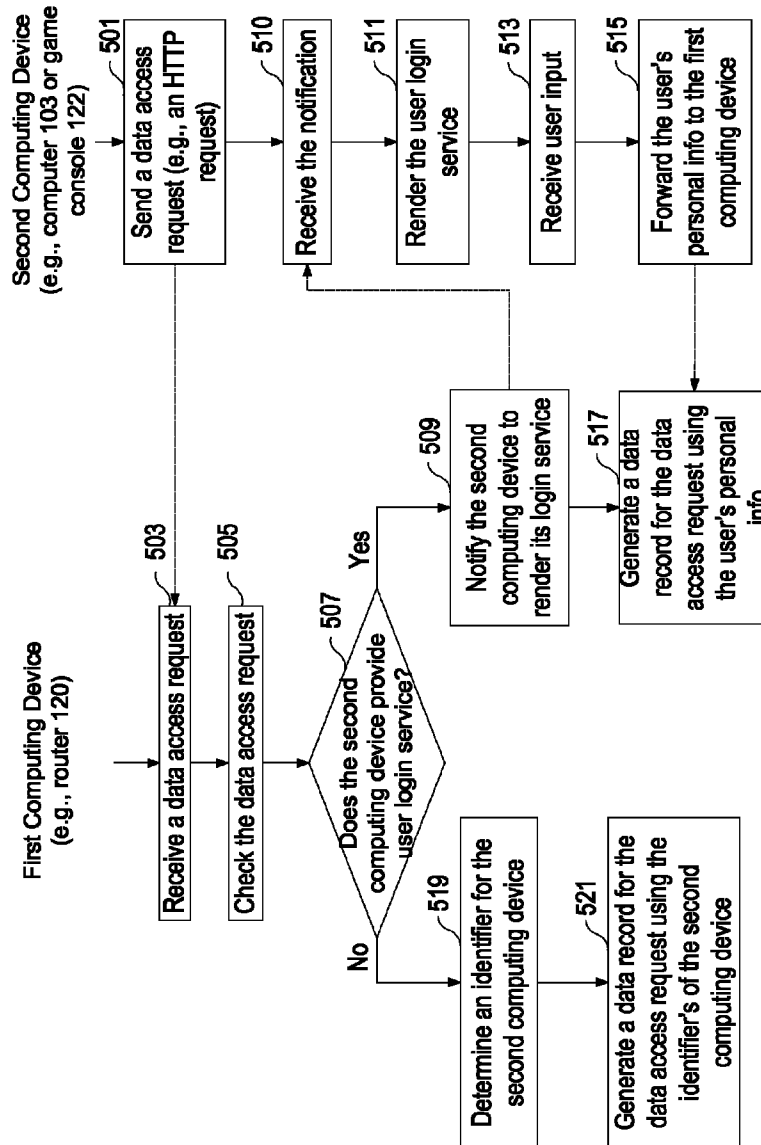 First Computing Device
(e.g., router 120)
503
Receive a data access request
505
Check the data access request
507
Does the second
computing device provide
user login service?
No
Yes
519
Determine an identifier for the
second computing device
521
Generate a data record for the
data access request using the
identifier's of the second
computing device
509
Notify the second
computing device to
render its login service
517
Generate a data
record for the data
access request using
the user's personal
info
Second Computing Device
(e.g., computer 103 or game
console 122)
501
Send a data access
request (e.g., an HTTP
request)
510
Receive the notification
511
Render the user login
service
513
Receive user input
515
Forward the user's
personal info to the first
computing device